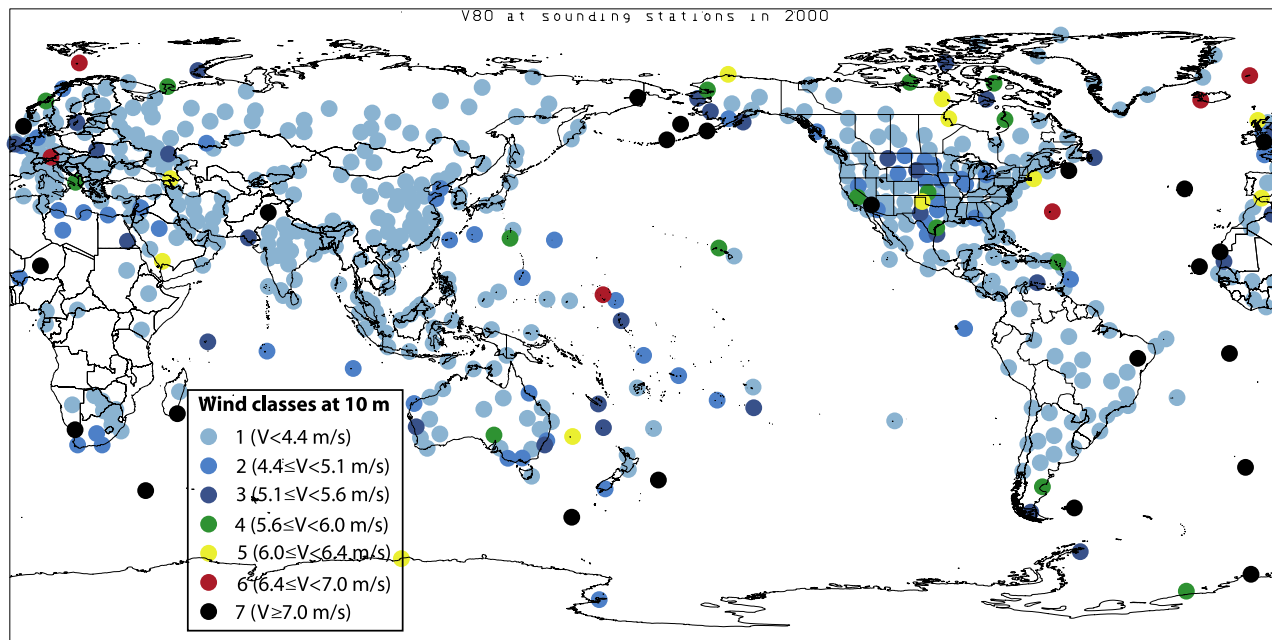 V80 at sounding stations in 2000
Wind classes at 10 m
1 (V<4.4 m/s)
2 (4.4≤V<5.1 m/s)
3 (5.1≤V<5.6 m/s)
4 (5.6≤V<6.0 m/s)
5 (6.0≤V<6.4 m/s)
6 (6.4≤V<7.0 m/s)
7 (V≥7.0 m/s)